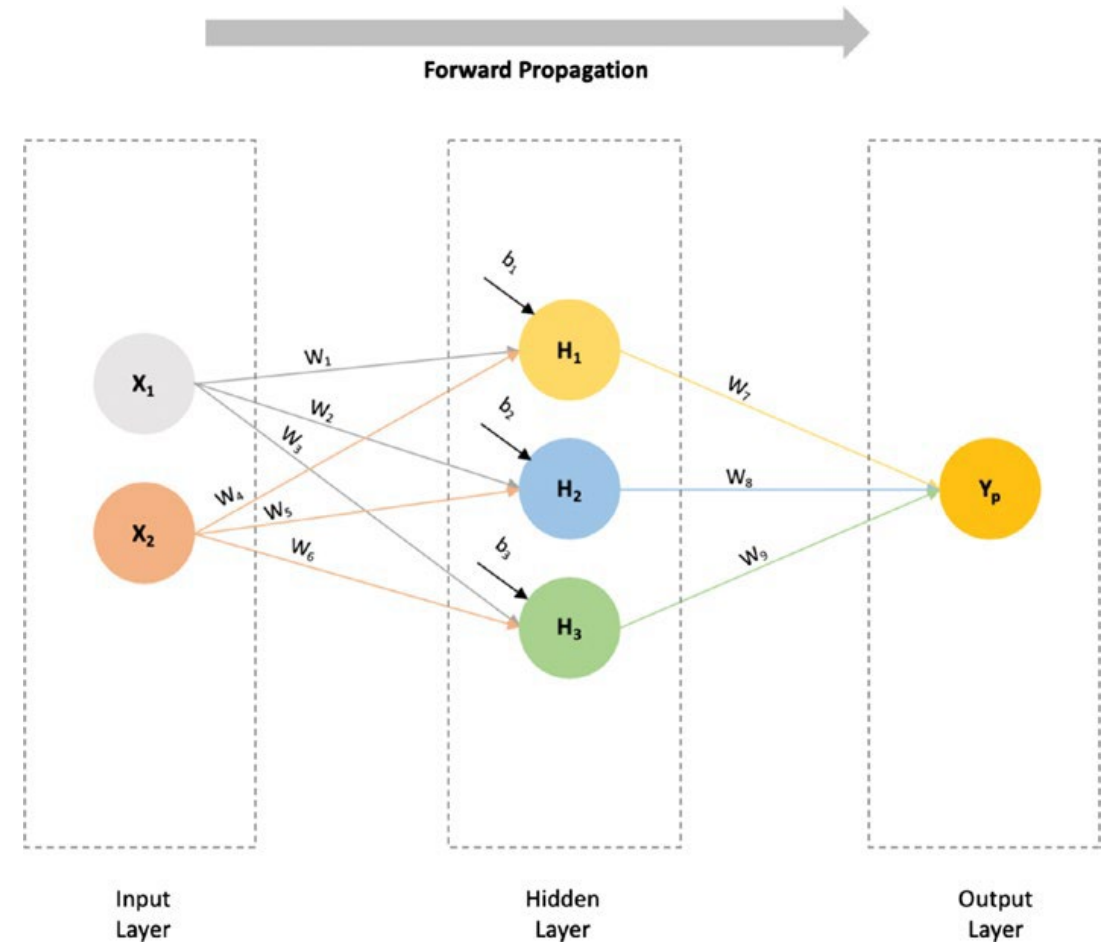 Forward Propagation
b₁
W₁
H₁
X₁
W₇
W₂
b₂
W₃
W₄
H₂
W₈
Yₚ
W₅
X₂
W₆
b₃
W₉
H₃
Input
Layer
Hidden
Layer
Output
Layer